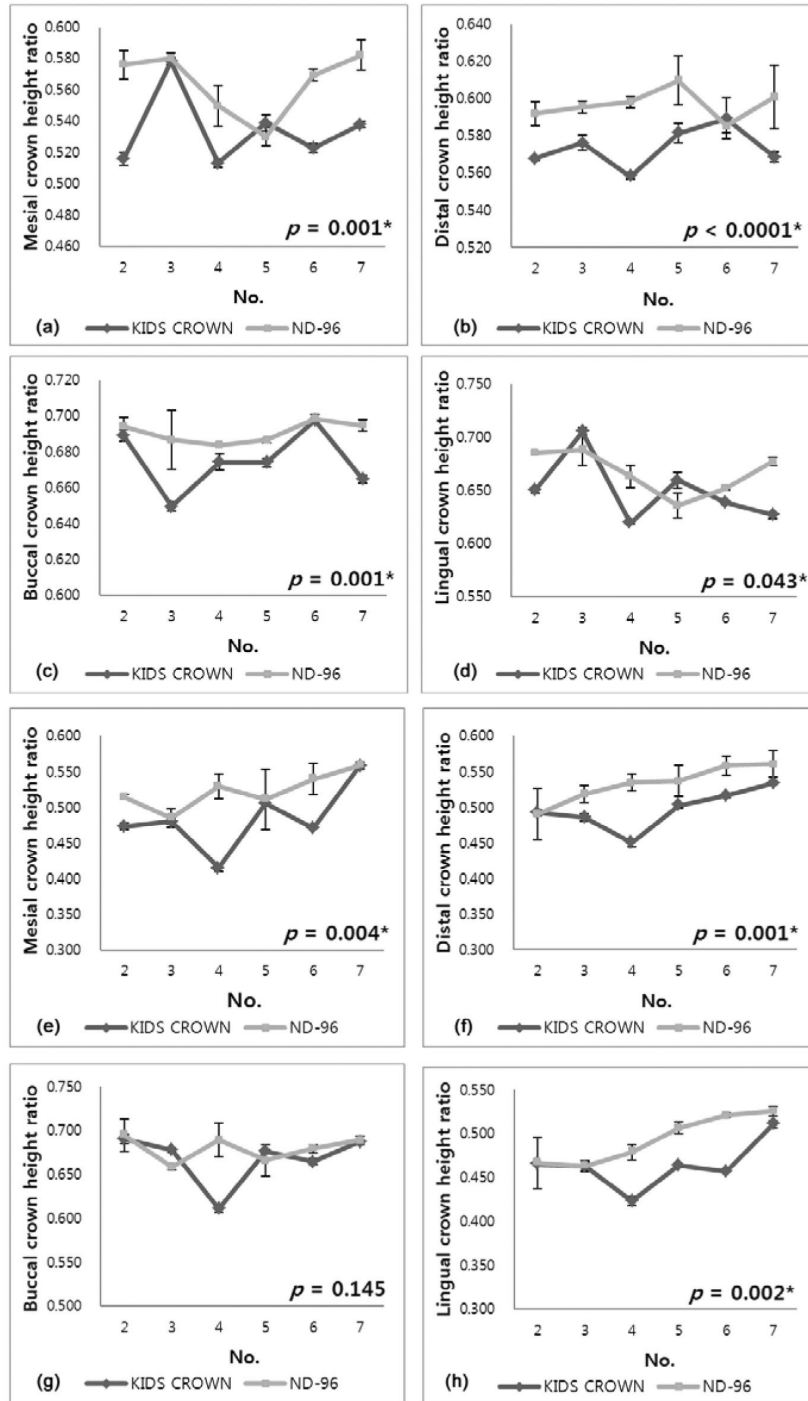 Mesial crown height ratio
0.600
0.580
0.560
0.540
0.520
0.500
0.480
0.460
p = 0.001*
2 3 4 5 6 7
No.
(a) KIDS CROWN ND-96
Distal crown height ratio
0.640
0.620
0.600
0.580
0.560
0.540
0.520
p < 0.0001*
2 3 4 5 6 7
No.
(b) KIDS CROWN ND-96
Buccal crown height ratio
0.720
0.700
0.680
0.660
0.640
0.620
0.600
p = 0.001*
2 3 4 5 6 7
No.
(c) KIDS CROWN ND-96
Lingual crown height ratio
0.750
0.700
0.650
0.600
0.550
p = 0.043*
2 3 4 5 6 7
No.
(d) KIDS CROWN ND-96
Mesial crown height ratio
0.600
0.550
0.500
0.450
0.400
0.350
0.300
p = 0.004*
2 3 4 5 6 7
No.
(e) KIDS CROWN ND-96
Distal crown height ratio
0.600
0.550
0.500
0.450
0.400
0.350
0.300
p = 0.001*
2 3 4 5 6 7
No.
(f) KIDS CROWN ND-96
Buccal crown height ratio
0.750
0.700
0.650
0.600
0.550
0.500
p = 0.145
2 3 4 5 6 7
No.
(g) KIDS CROWN ND-96
Lingual crown height ratio
0.550
0.500
0.450
0.400
0.350
0.300
p = 0.002*
2 3 4 5 6 7
No.
(h) KIDS CROWN ND-96